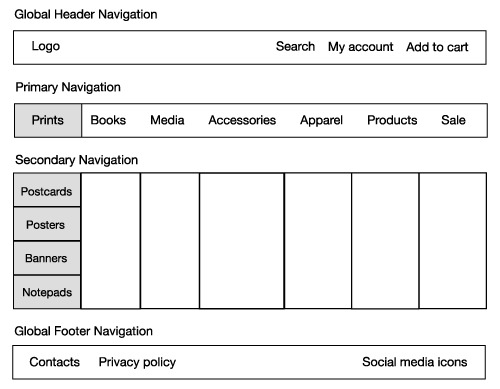 Global Header Navigation
Logo Search My account Add to cart
Primary Navigation
Prints Books Media Accessories Apparel Products Sale
Secondary Navigation
Postcards
Posters
Banners
Notepads
Global Footer Navigation
Contacts Privacy policy Social media icons